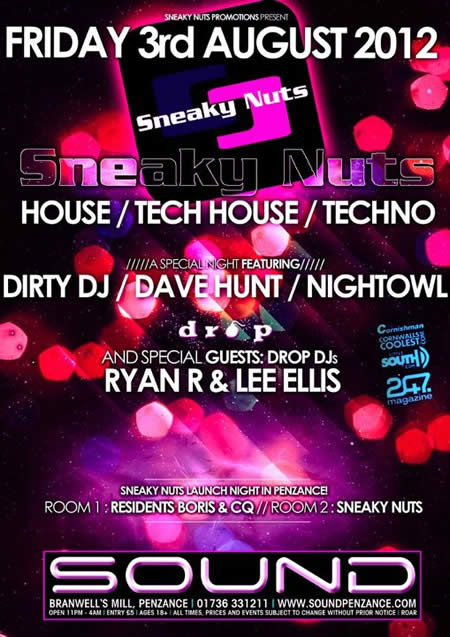 SNEAKY NUTS PROMOTIONS PRESENT
FRIDAY 3rd AUGUST 2012
Sneaky Nuts
Sneaky Nuts
HOUSE / TECH HOUSE / TECHNO
/////A SPECIAL NIGHT FEATURING/////
DIRTY DJ / DAVE HUNT / NIGHTOWL
drop
AND SPECIAL GUESTS: DROP DJs
RYAN R & LEE ELLIS
Cornishman
CORNWALLS
COOLEST
SOUTH
247
magazine
SNEAKY NUTS LAUNCH NIGHT IN PENZANCE!
ROOM 1 : RESIDENTS BORIS & CQ // ROOM 2 : SNEAKY NUTS
SOUND
BRANWELL'S MILL, PENZANCE | 01736 331211 | WWW.SOUNDPENZANCE.COM
OPEN 11PM - 4AM | ENTRY £5 | AGES 18+ | ALL TIMES, PRICES AND EVENTS SUBJECT TO CHANGE WITHOUT PRIOR NOTICE | ROAR